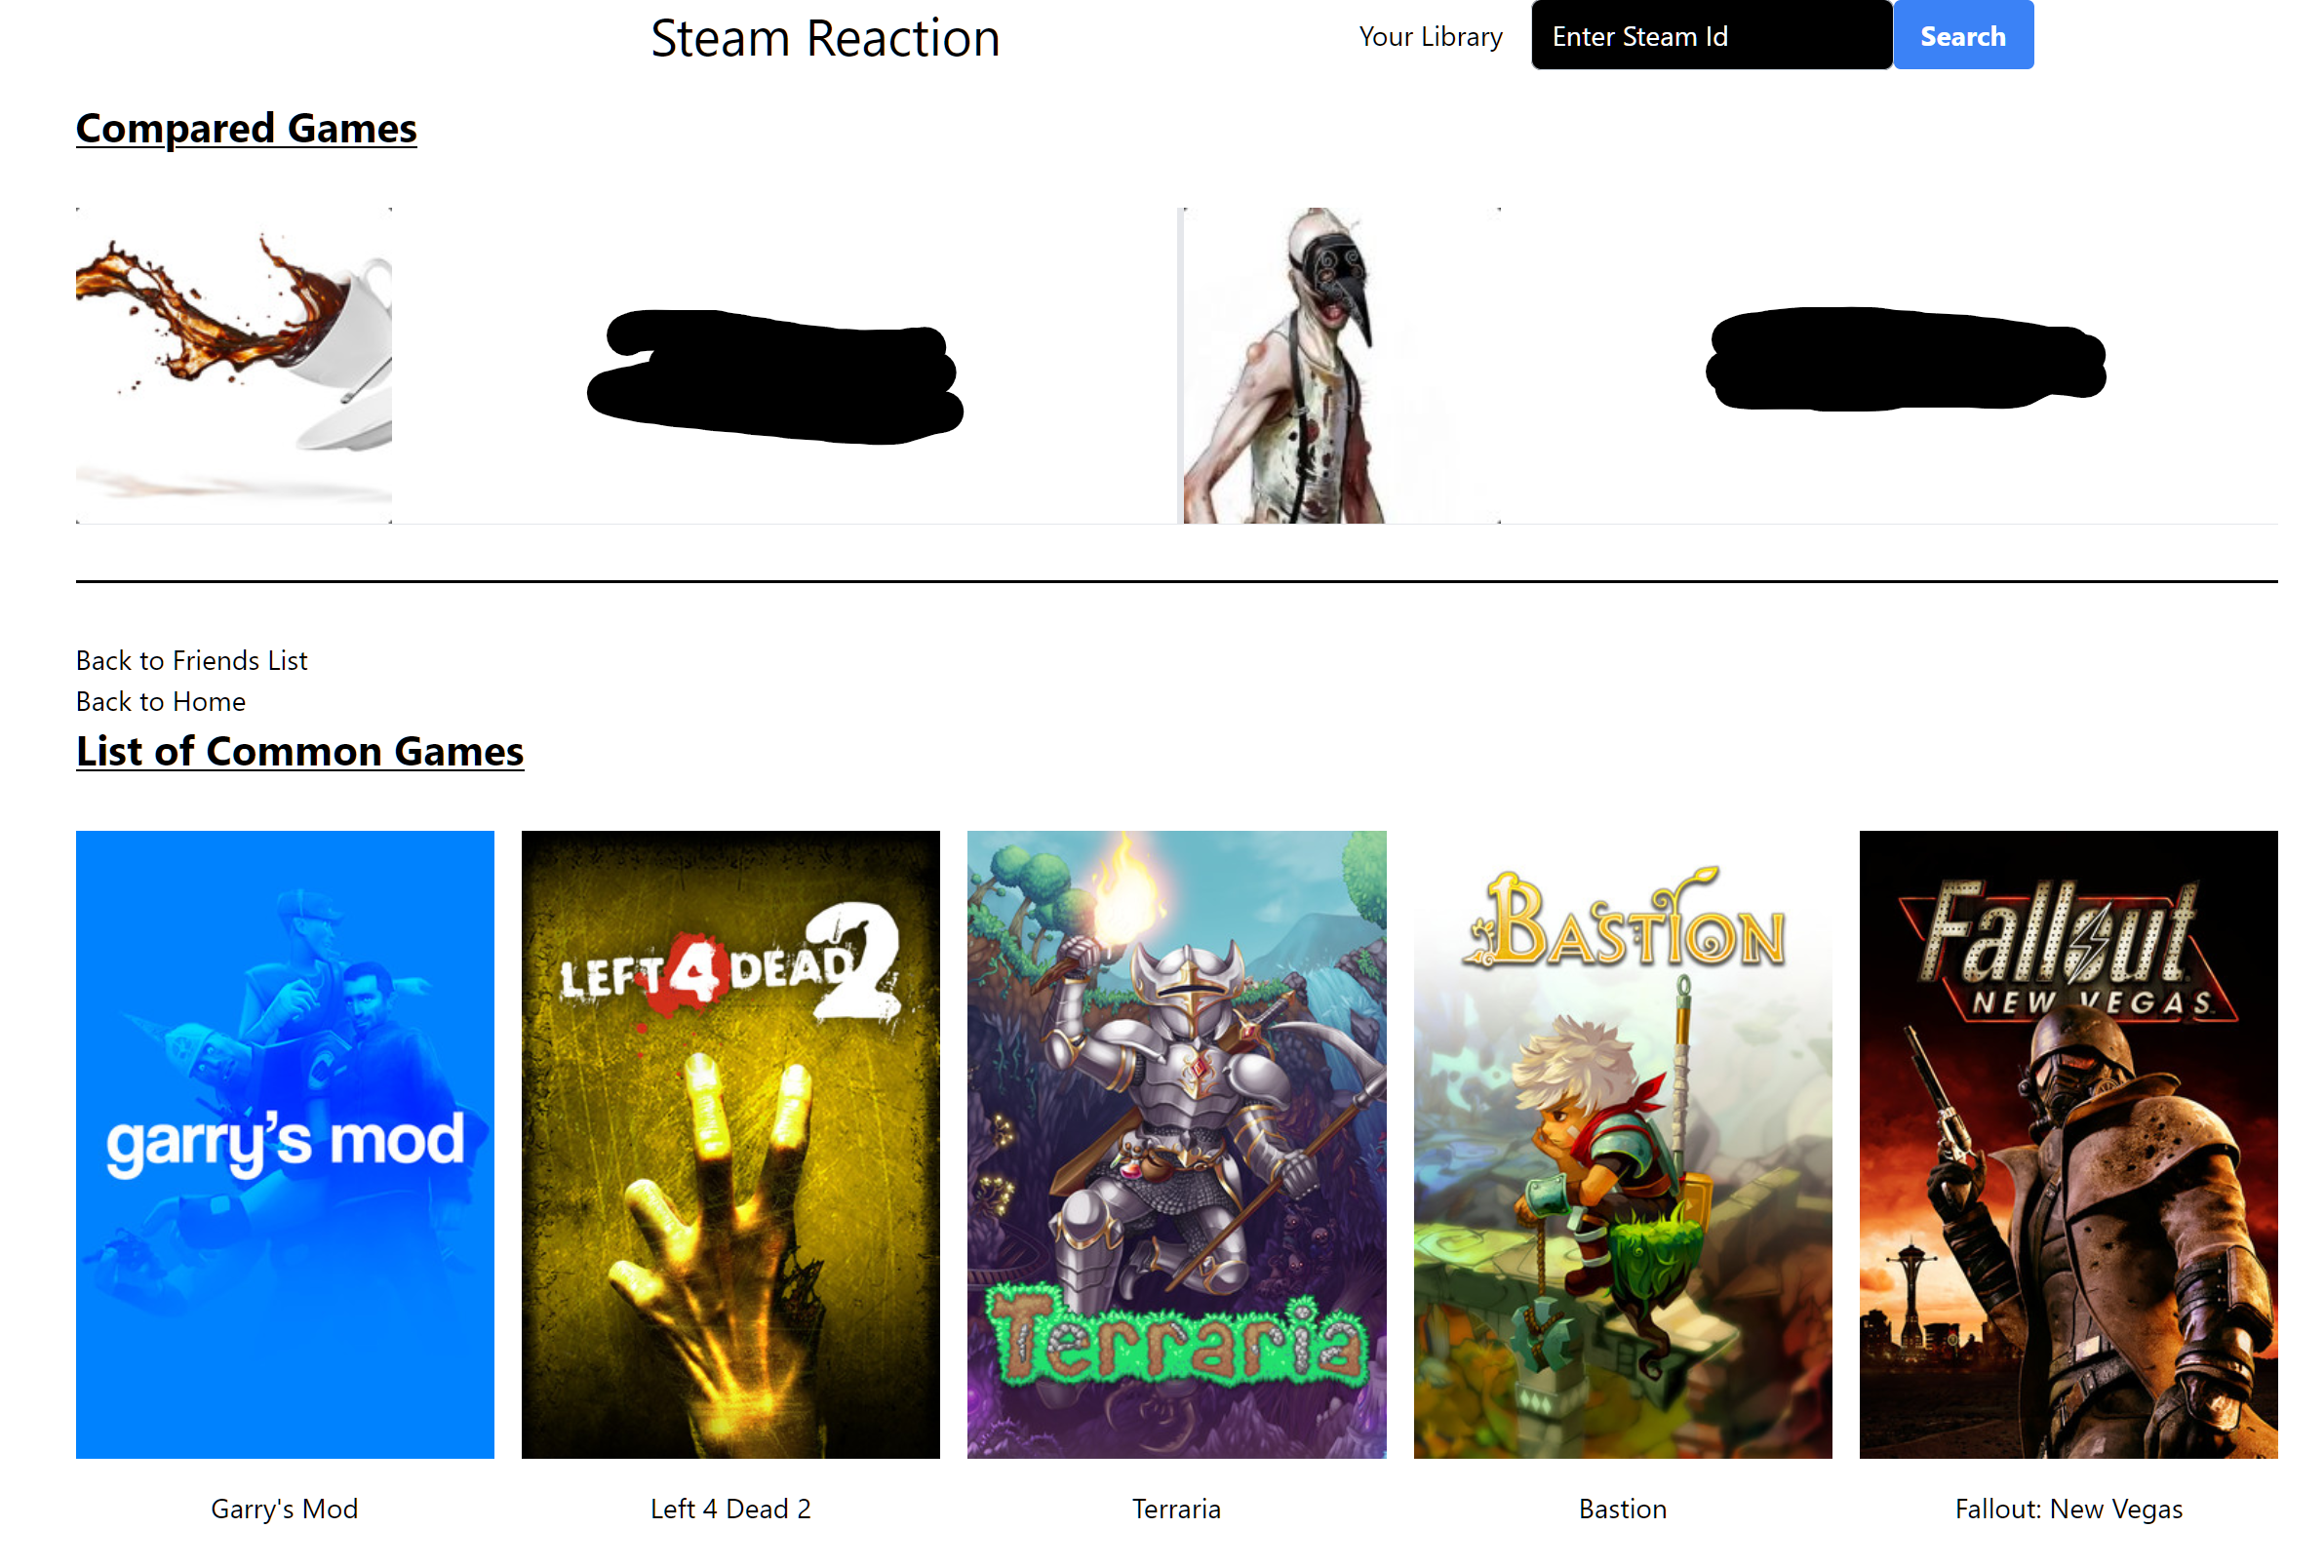 Steam Reaction
Your Library
Enter Steam Id
Search
Compared Games
Back to Friends List
Back to Home
List of Common Games
garry's mod
LEFT 4 DEAD 2
Terraria
BASTION
Fallout
NEW VEGAS
Garry's Mod
Left 4 Dead 2
Terraria
Bastion
Fallout: New Vegas